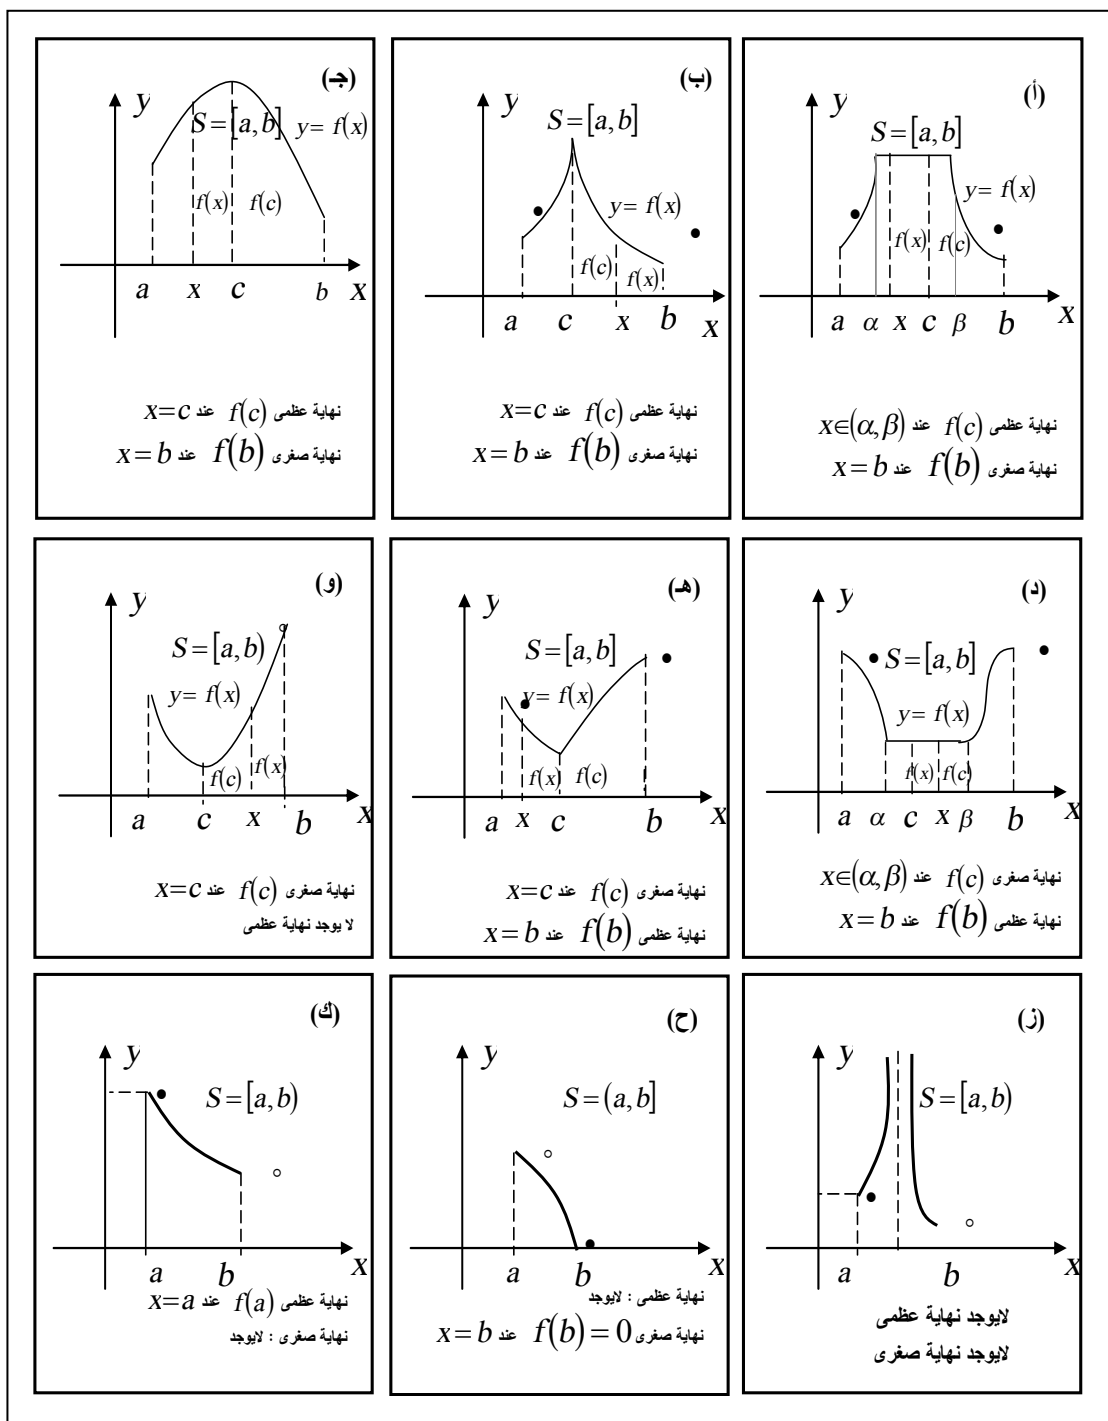 (أ)
y
S = [a, b]
y = f(x)
f(x) f(c)
a α x c β b x
نهاية عظمى f(c) عند x∈(α, β)
نهاية صغرى f(b) عند x = b
(ب)
y
S = [a, b]
y = f(x)
f(c) f(x)
a c x b x
نهاية عظمى f(c) عند x = c
نهاية صغرى f(b) عند x = b
(جـ)
y
S = [a, b] y = f(x)
f(x) f(c)
a x c b x
نهاية عظمى f(c) عند x = c
نهاية صغرى f(b) عند x = b
(د)
y
S = [a, b]
y = f(x)
f(x) f(c)
a α c x β b x
نهاية صغرى f(c) عند x∈(α, β)
نهاية عظمى f(b) عند x = b
(هـ)
y
S = [a, b]
y = f(x)
f(x) f(c)
a x c b x
نهاية صغرى f(c) عند x = c
نهاية عظمى f(b) عند x = b
(و)
y
S = [a, b)
y = f(x)
f(c) f(x)
a c x b x
نهاية صغرى f(c) عند x = c
لا يوجد نهاية عظمى
(ز)
y
S = [a, b)
x
a b
لايوجد نهاية عظمى
لايوجد نهاية صغرى
(ح)
y
S = (a, b]
x
a b
نهاية عظمى : لايوجد
نهاية صغرى f(b) = 0 عند x = b
(ك)
y
S = [a, b)
x
a b
نهاية عظمى f(a) عند x = a
نهاية صغرى : لايوجد